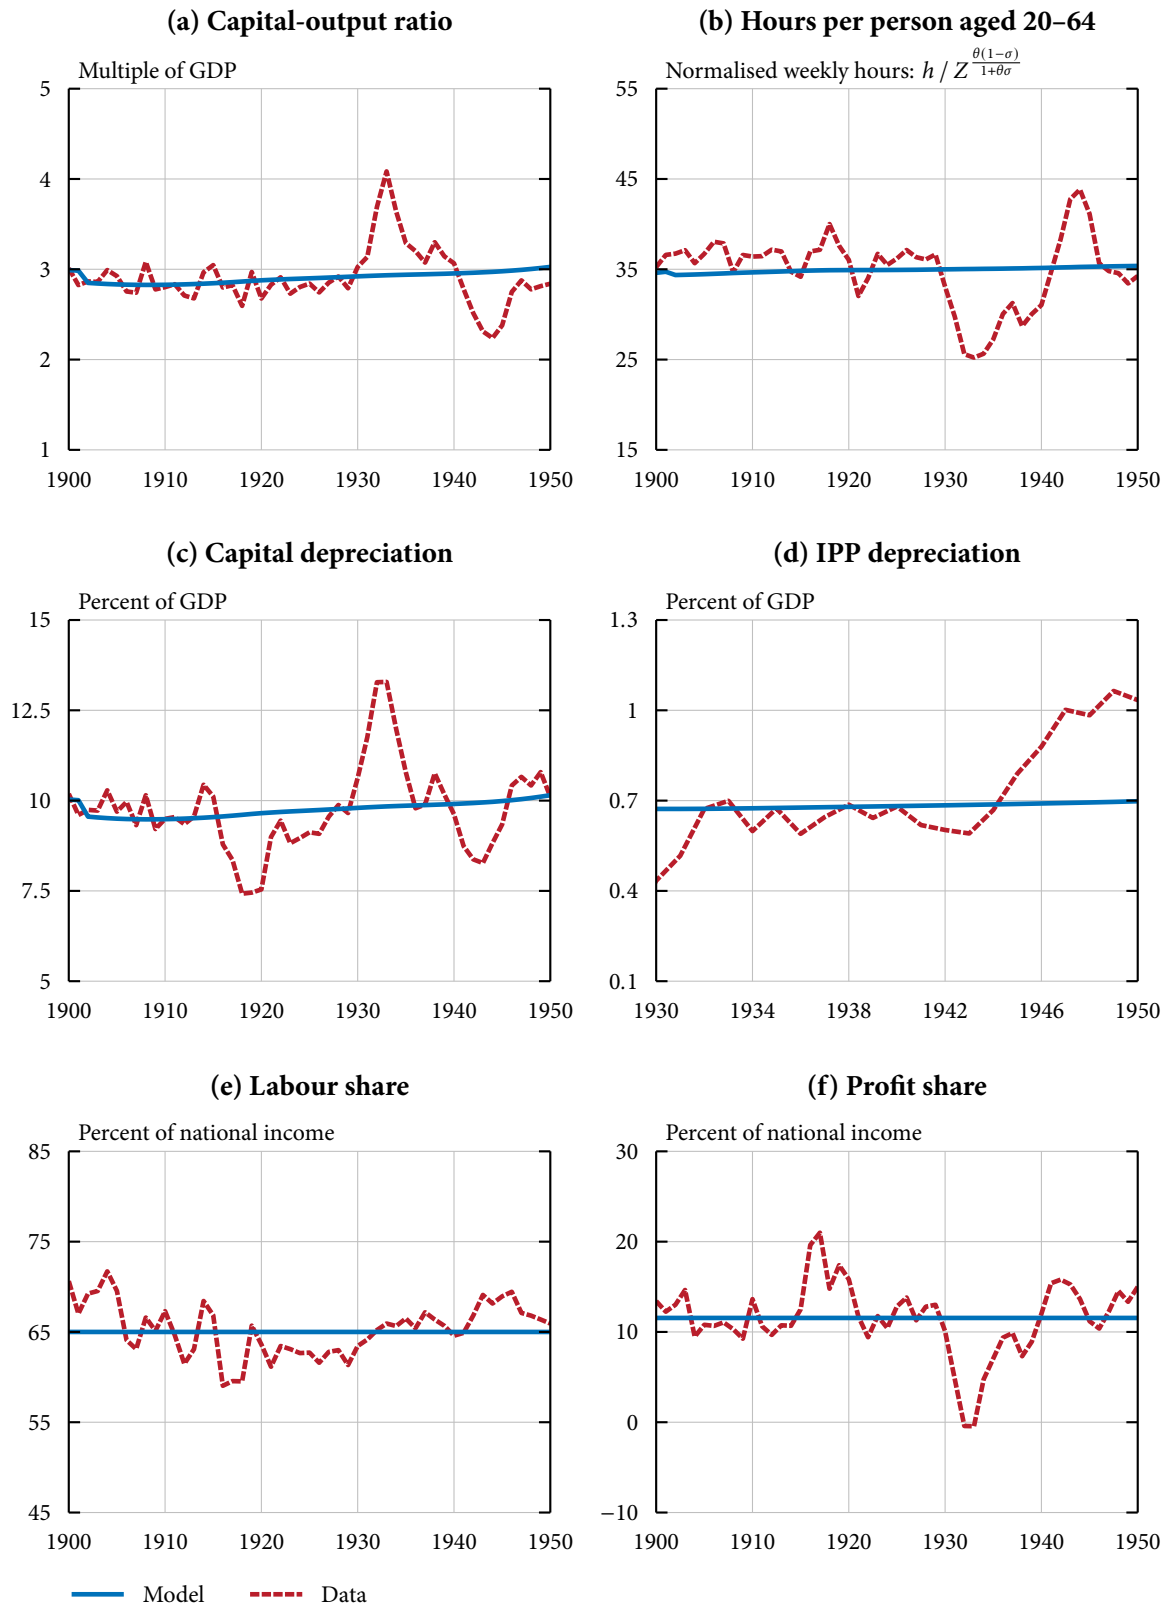 (a) Capital-output ratio
Multiple of GDP
5
4
3
2
1
1900 1910 1920 1930 1940 1950
(b) Hours per person aged 20–64
Normalised weekly hours: h / Z^{θ(1−σ)/(1+θσ)}
55
45
35
25
15
1900 1910 1920 1930 1940 1950
(c) Capital depreciation
Percent of GDP
15
12.5
10
7.5
5
1900 1910 1920 1930 1940 1950
(d) IPP depreciation
Percent of GDP
1.3
1
0.7
0.4
0.1
1930 1934 1938 1942 1946 1950
(e) Labour share
Percent of national income
85
75
65
55
45
1900 1910 1920 1930 1940 1950
(f) Profit share
Percent of national income
30
20
10
0
−10
1900 1910 1920 1930 1940 1950
Model Data